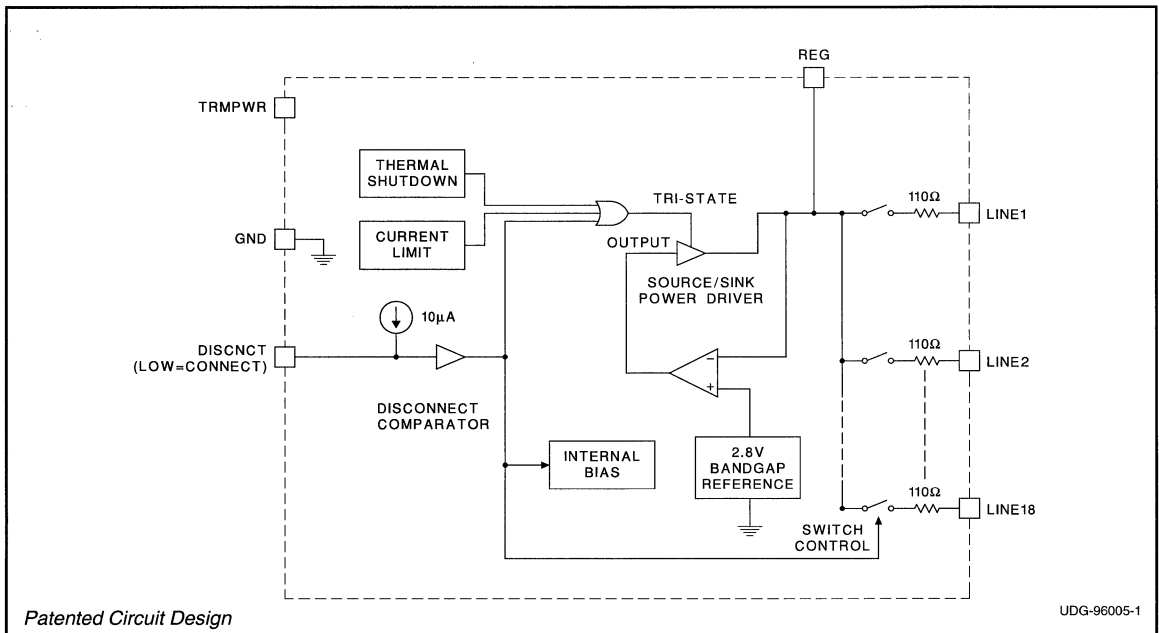 REG
TRMPWR
THERMAL
SHUTDOWN
TRI-STATE
110Ω
LINE1
GND
CURRENT
LIMIT
OUTPUT
SOURCE/SINK
POWER DRIVER
10µA
DISCNCT
(LOW=CONNECT)
–
+
110Ω
LINE2
DISCONNECT
COMPARATOR
INTERNAL
BIAS
2.8V
BANDGAP
REFERENCE
110Ω
LINE18
SWITCH
CONTROL
Patented Circuit Design
UDG-96005-1